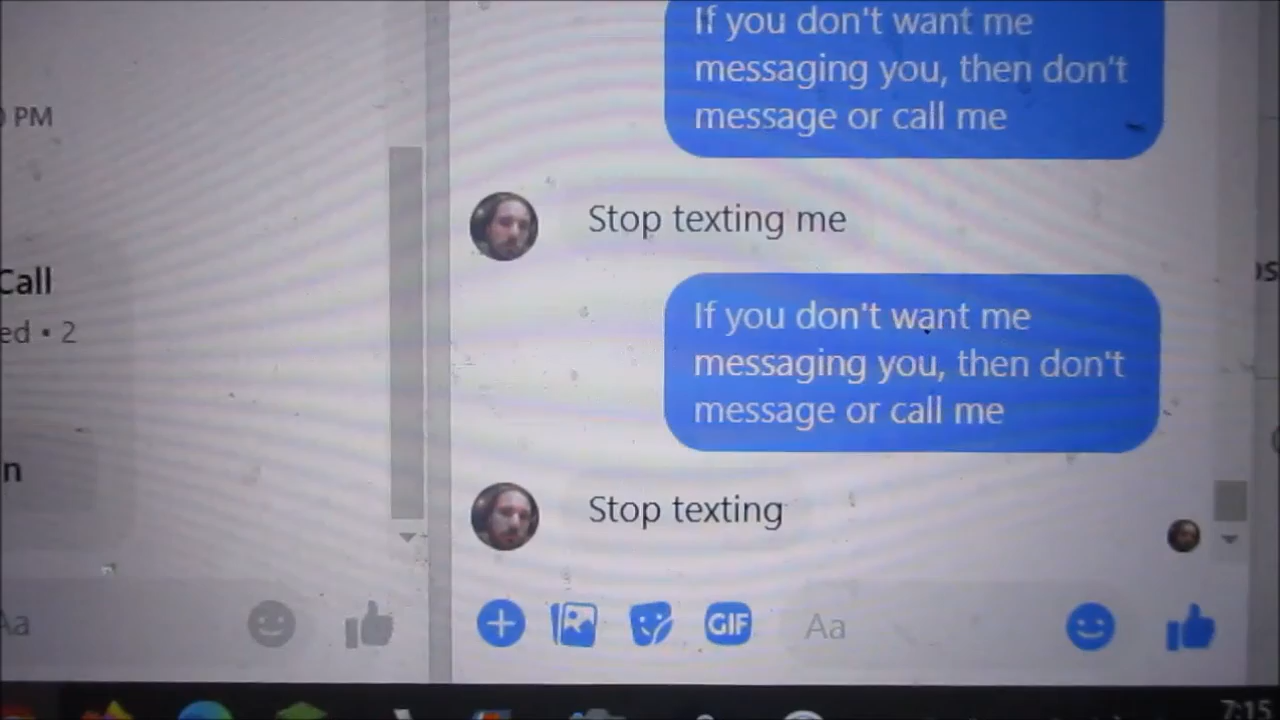 If you don't want me
messaging you, then don't
message or call me
PM
Stop texting me
Call
ed • 2
If you don't want me
messaging you, then don't
message or call me
n
Stop texting
Aa
GIF
Aa
7:15